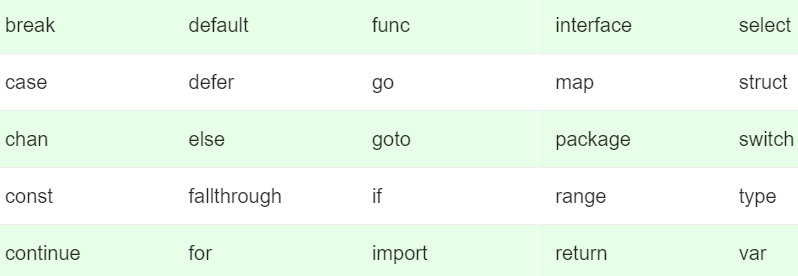 break default func interface select
case defer go map struct
chan else goto package switch
const fallthrough if range type
continue for import return var